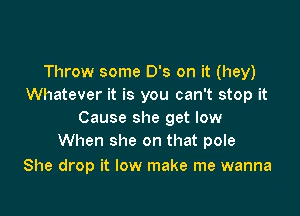 Throw some D's on it (hey)
Whatever it is you can't stop it
Cause she get low
When she on that pole
She drop it low make me wanna